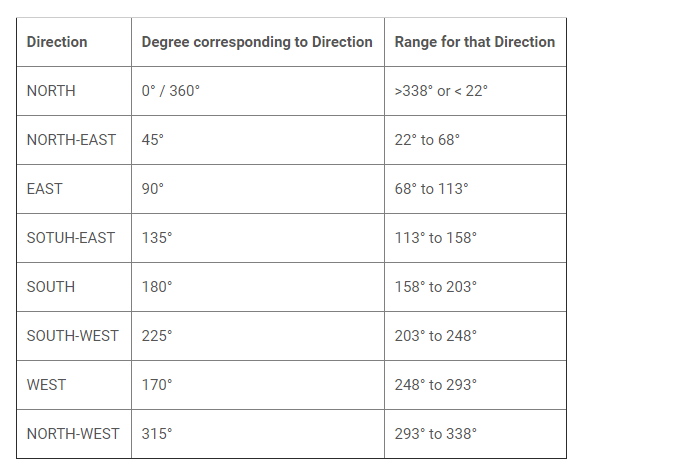 Direction Degree corresponding to Direction Range for that Direction
NORTH 0° / 360° >338° or < 22°
NORTH-EAST 45° 22° to 68°
EAST 90° 68° to 113°
SOTUH-EAST 135° 113° to 158°
SOUTH 180° 158° to 203°
SOUTH-WEST 225° 203° to 248°
WEST 170° 248° to 293°
NORTH-WEST 315° 293° to 338°